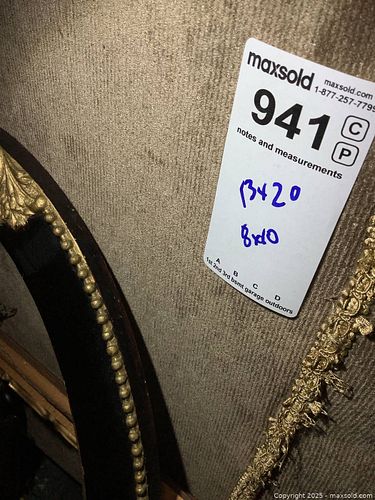 maxsold
maxsold.com
1-877-257-7795
941
C
P
notes and measurements
13x20
8x10
A B C D
1st 2nd 3rd bsmt garage outdoors
Copyright 2025 - maxsold.com